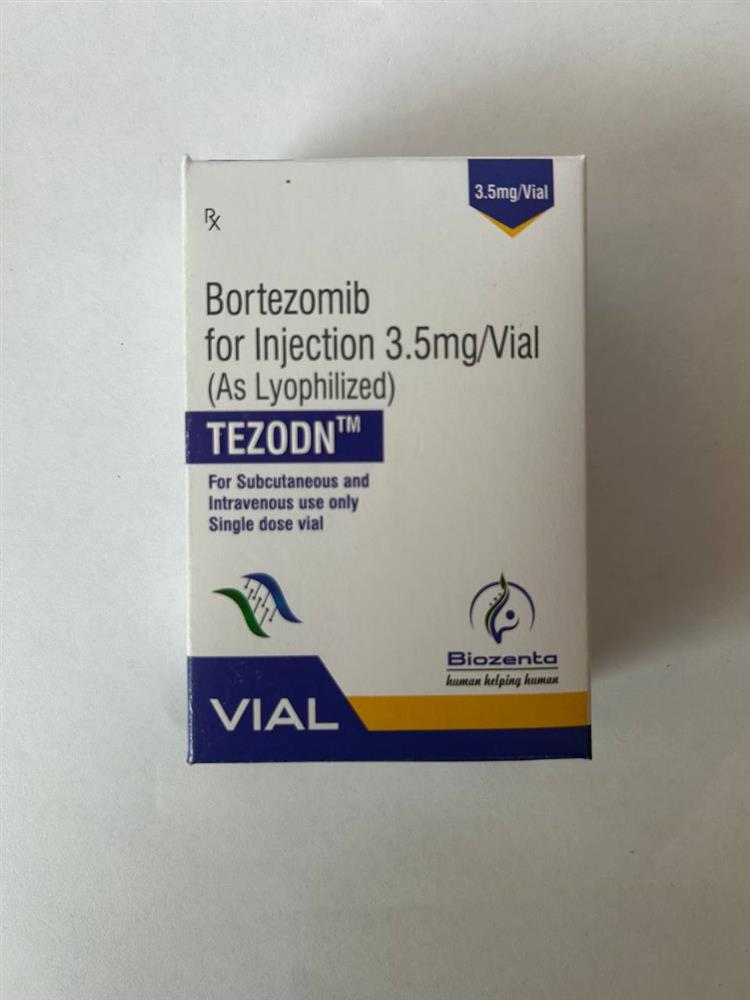 3.5mg/Vial
Rx
Bortezomib
for Injection 3.5mg/Vial
(As Lyophilized)
TEZODN™
For Subcutaneous and
Intravenous use only
Single dose vial
Biozenta
human helping human
VIAL